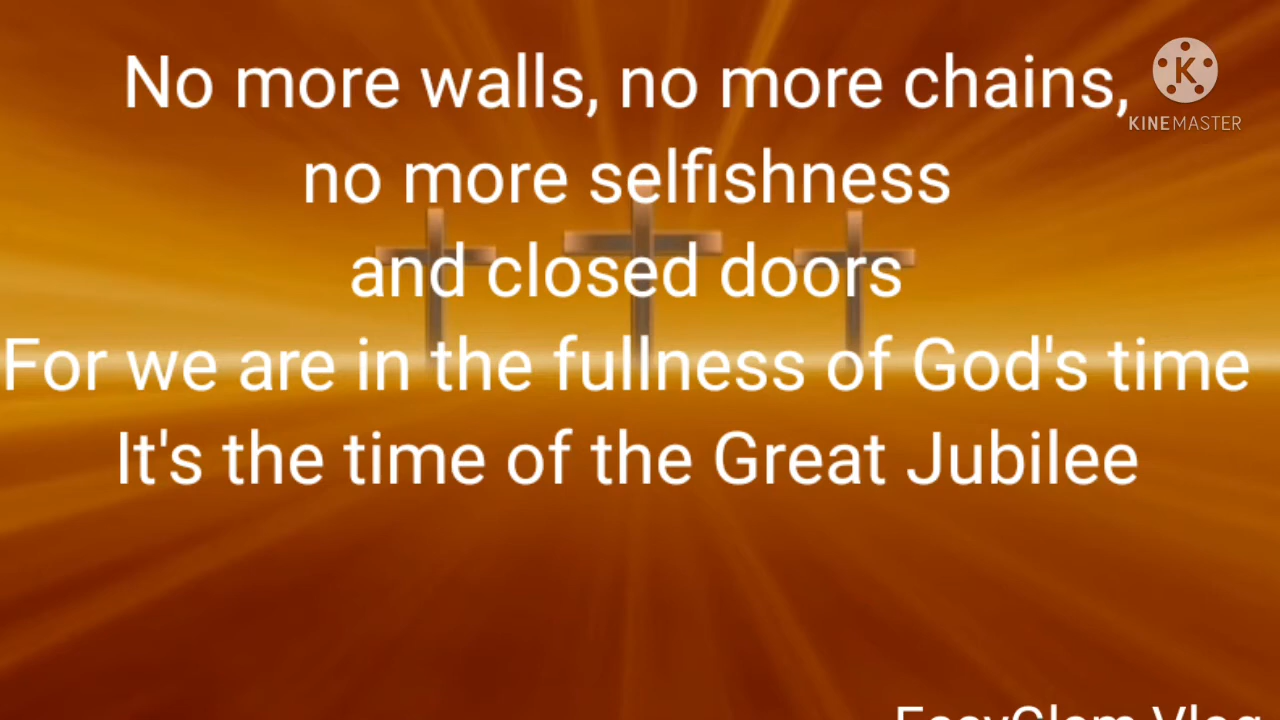 No more walls, no more chains,
KINEMASTER
no more selfishness
and closed doors
For we are in the fullness of God's time
It's the time of the Great Jubilee